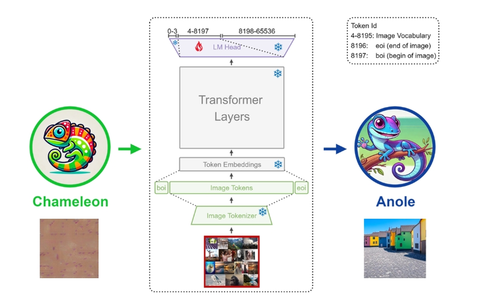 0-3 4-8197 8198-65536
LM Head
Transformer
Layers
Token Embeddings
boi Image Tokens eoi
Image Tokenizer
Chameleon
Anole
Token Id
4-8195: Image Vocabulary
8196: eoi (end of image)
8197: eoi (begin of image)